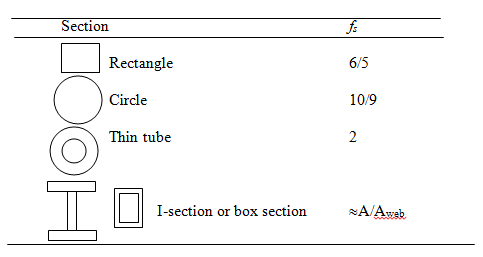 Section fs
Rectangle 6/5
Circle 10/9
Thin tube 2
I-section or box section ≈A/Aweb